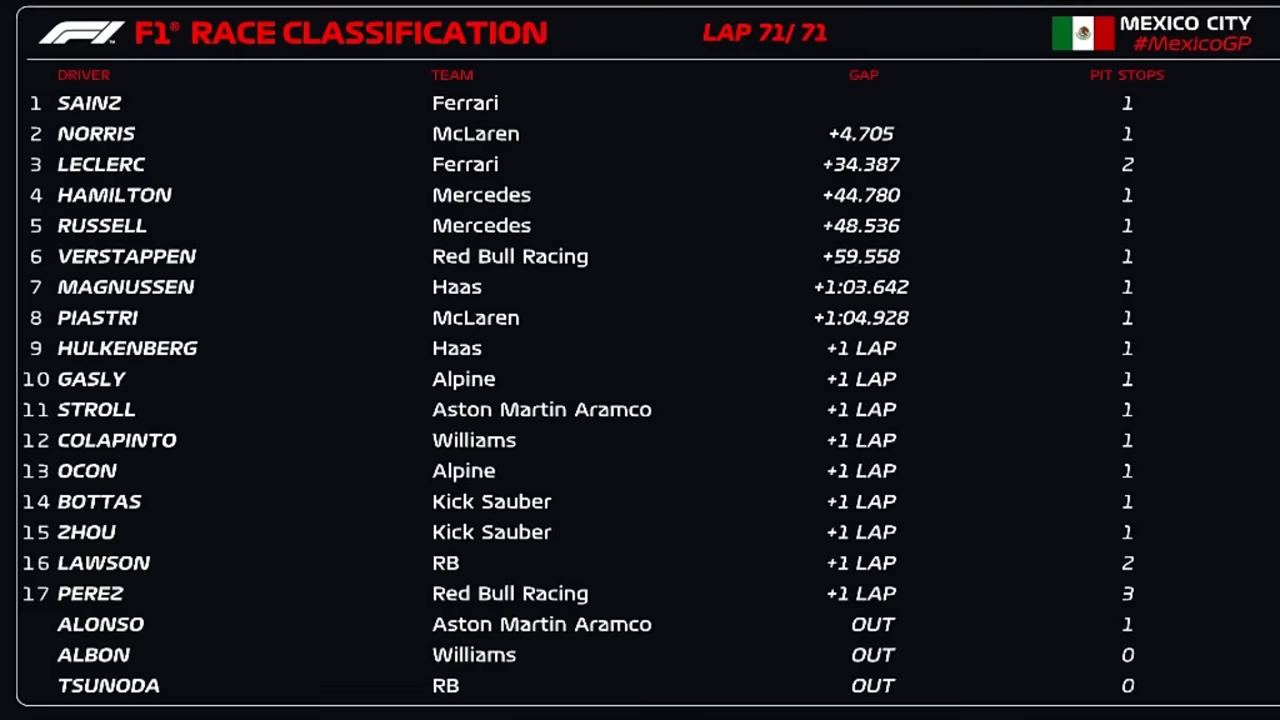 F1® RACE CLASSIFICATION LAP 71/71 MEXICO CITY
#MexicoGP
DRIVER TEAM GAP PIT STOPS
1 SAINZ Ferrari 1
2 NORRIS McLaren +4.705 1
3 LECLERC Ferrari +34.387 2
4 HAMILTON Mercedes +44.780 1
5 RUSSELL Mercedes +48.536 1
6 VERSTAPPEN Red Bull Racing +59.558 1
7 MAGNUSSEN Haas +1:03.642 1
8 PIASTRI McLaren +1:04.928 1
9 HULKENBERG Haas +1 LAP 1
10 GASLY Alpine +1 LAP 1
11 STROLL Aston Martin Aramco +1 LAP 1
12 COLAPINTO Williams +1 LAP 1
13 OCON Alpine +1 LAP 1
14 BOTTAS Kick Sauber +1 LAP 1
15 ZHOU Kick Sauber +1 LAP 1
16 LAWSON RB +1 LAP 2
17 PEREZ Red Bull Racing +1 LAP 3
ALONSO Aston Martin Aramco OUT 1
ALBON Williams OUT 0
TSUNODA RB OUT 0